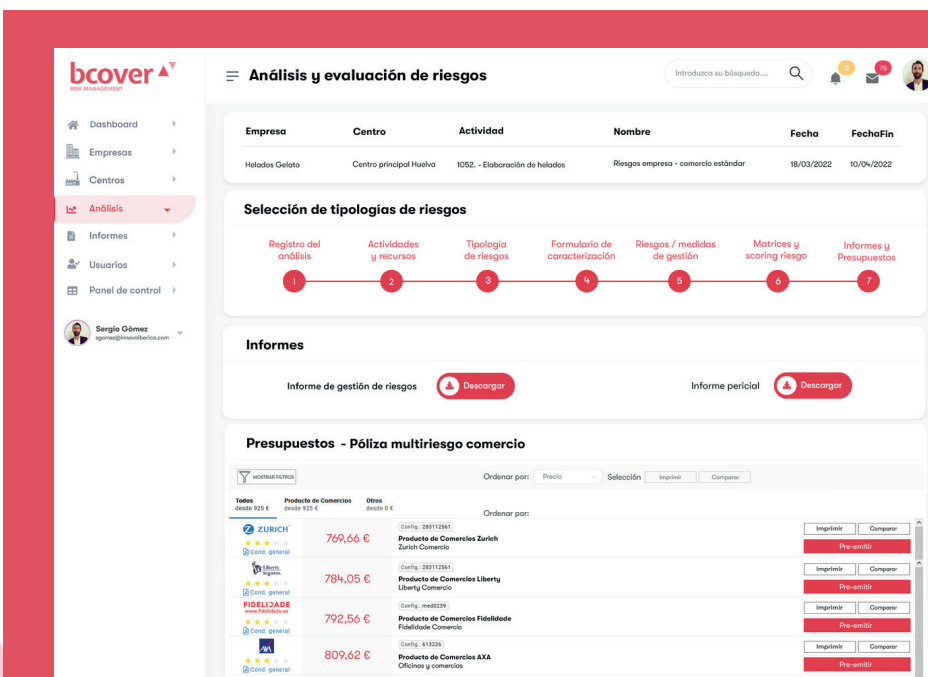 bcover
RISK MANAGEMENT
Análisis y evaluación de riesgos
Introduzca su búsqueda....
12
76
Dashboard
Empresas
Centros
Análisis
Informes
Usuarios
Panel de control
Sergio Gómez
sgomez@innovaiberica.com
Empresa Centro Actividad Nombre Fecha FechaFin
Helados Gelato Centro principal Huelva 1052. - Elaboración de helados Riesgos empresa - comercio estándar 18/03/2022 10/04/2022
Selección de tipologías de riesgos
Registro del análisis
Actividades y recursos
Tipología de riesgos
Formulario de caracterización
Riesgos / medidas de gestión
Matrices y scoring riesgo
Informes y Presupuestos
1 2 3 4 5 6 7
Informes
Informe de gestión de riesgos Descargar Informe pericial Descargar
Presupuestos - Póliza multiriesgo comercio
MOSTRAR FILTROS Ordenar por: Precio Selección Imprimir Comparar
Todos Producto de Comercios Otros
desde 925 € desde 925 € desde 0 €
Ordenar por:
ZURICH
Cond. general
769,66 €
Config.: 283112561
Producto de Comercios Zurich
Zurich Comercio
Imprimir Comparar
Pre-emitir
Liberty
Seguros
Cond. general
784,05 €
Config.: 283112561
Producto de Comercios Liberty
Liberty Comercio
Imprimir Comparar
Pre-emitir
FIDELIDADE
www.fidelidade.es
Cond. general
792,56 €
Config.: med0239
Producto de Comercios Fidelidade
Fidelidade Comercio
Imprimir Comparar
Pre-emitir
AXA
Cond. general
809,62 €
Config.: 613226
Producto de Comercios AXA
Oficinas y comercios
Imprimir Comparar
Pre-emitir